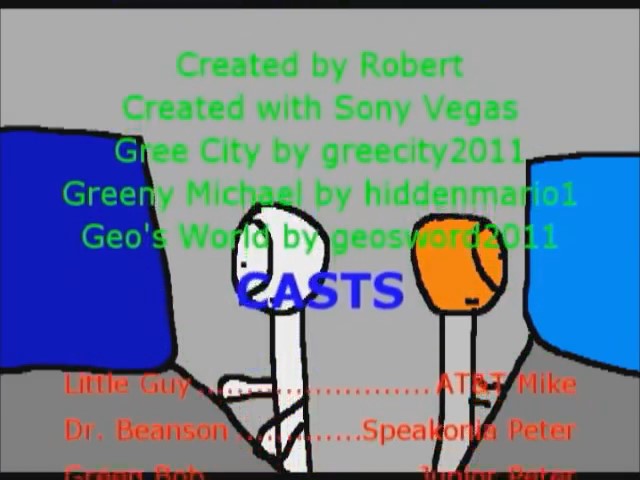 Created by Robert
Created with Sony Vegas
Gree City by greecity2011
Greeny Michael by hiddenmario1
Geo's World by geosword2011
CASTS
Little Guy........................AT&T Mike
Dr. Beanson.............Speakonia Peter
Green Bob Junior Peter